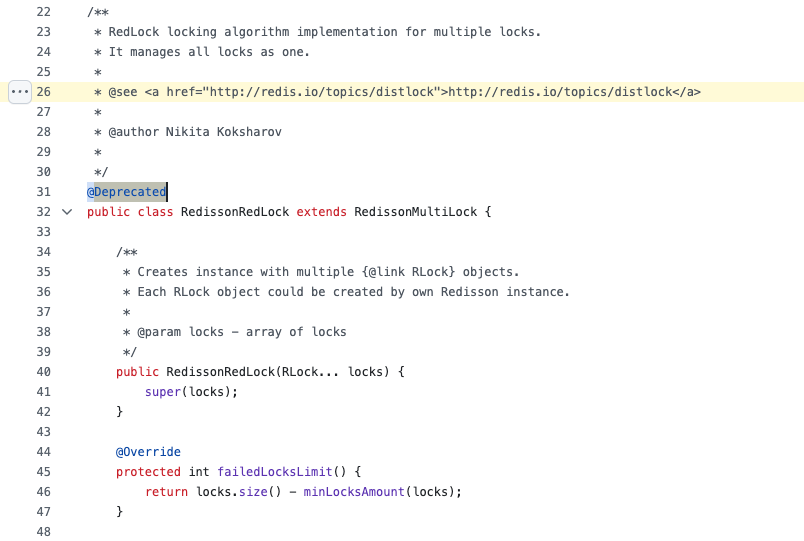 22 /**
23 * RedLock locking algorithm implementation for multiple locks.
24 * It manages all locks as one.
25 *
26 * @see <a href="http://redis.io/topics/distlock">http://redis.io/topics/distlock</a>
27 *
28 * @author Nikita Koksharov
29 *
30 */
31 @Deprecated
32 public class RedissonRedLock extends RedissonMultiLock {
33
34 /**
35 * Creates instance with multiple {@link RLock} objects.
36 * Each RLock object could be created by own Redisson instance.
37 *
38 * @param locks - array of locks
39 */
40 public RedissonRedLock(RLock... locks) {
41 super(locks);
42 }
43
44 @Override
45 protected int failedLocksLimit() {
46 return locks.size() - minLocksAmount(locks);
47 }
48